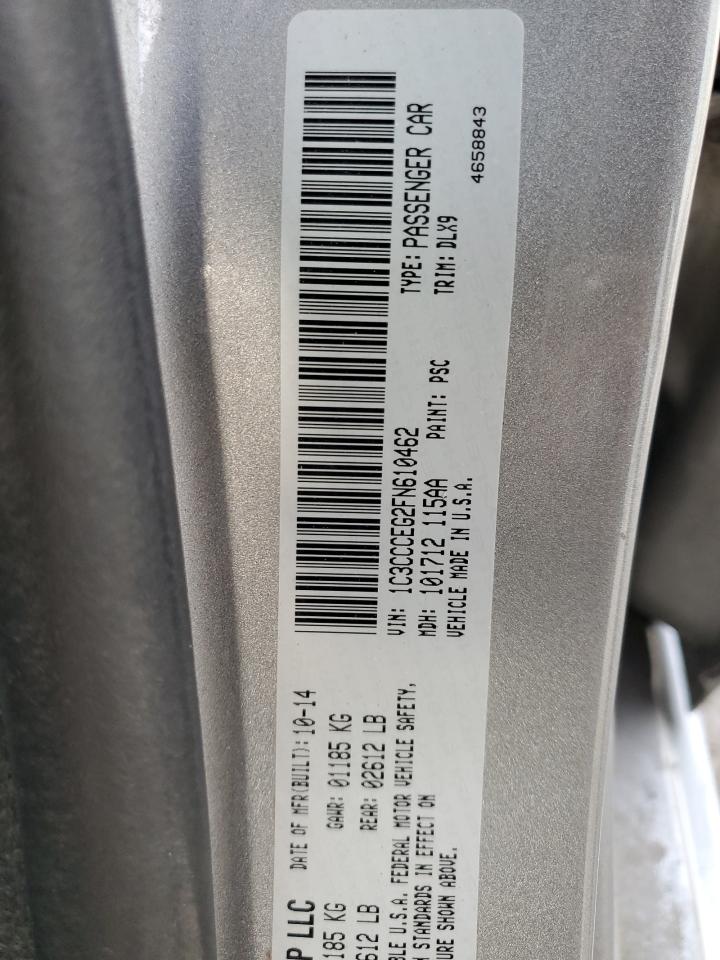 P LLC DATE OF MFR(BUILT): 10-14
185 KG GAWR: 01185 KG
612 LB REAR: 02612 LB
BLE U.S.A. FEDERAL MOTOR VEHICLE SAFETY,
STANDARDS IN EFFECT ON
URE SHOWN ABOVE.
VIN: 1C3CCCEG2FN610462 TYPE: PASSENGER CAR
MDH: 101712 115AA PAINT: PSC TRIM: DLX9
VEHICLE MADE IN U.S.A. 4658843